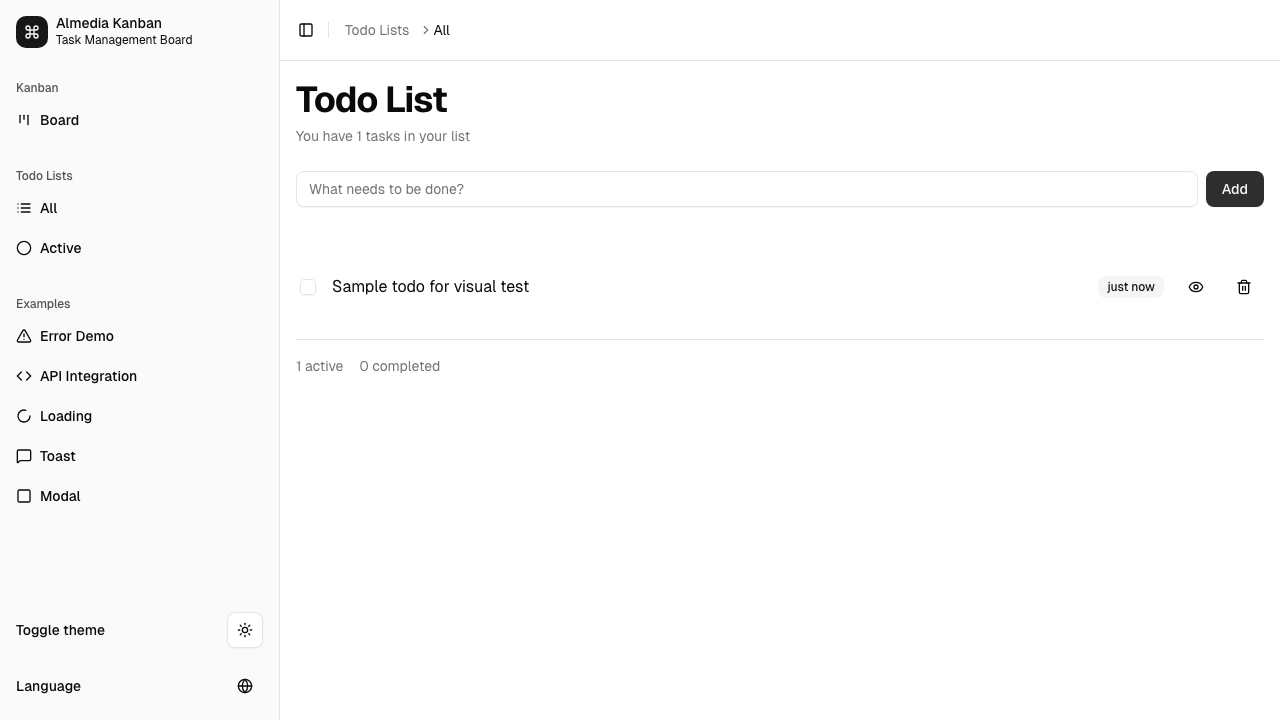 Almedia Kanban
Task Management Board
Kanban
Board
Todo Lists
All
Active
Examples
Error Demo
API Integration
Loading
Toast
Modal
Toggle theme
Language
Todo Lists
All
Todo List
You have 1 tasks in your list
What needs to be done?
Add
Sample todo for visual test
just now
1 active
0 completed